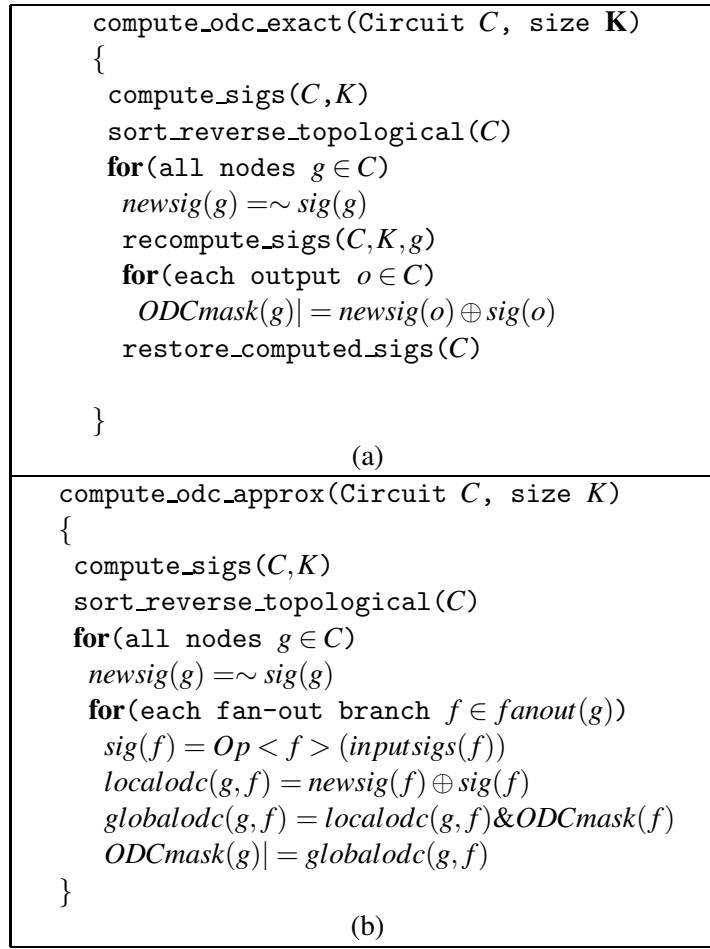 compute_odc_exact(Circuit C, size K)
{
compute_sigs(C,K)
sort_reverse_topological(C)
for(all nodes g ∈ C)
newsig(g) =∼ sig(g)
recompute_sigs(C,K,g)
for(each output o ∈ C)
ODCmask(g)| = newsig(o) ⊕ sig(o)
restore_computed_sigs(C)
}
(a)
compute_odc_approx(Circuit C, size K)
{
compute_sigs(C,K)
sort_reverse_topological(C)
for(all nodes g ∈ C)
newsig(g) =∼ sig(g)
for(each fan-out branch f ∈ fanout(g))
sig(f) = Op < f > (inputsigs(f))
localodc(g, f) = newsig(f) ⊕ sig(f)
globalodc(g, f) = localodc(g, f)&ODCmask(f)
ODCmask(g)| = globalodc(g, f)
}
(b)